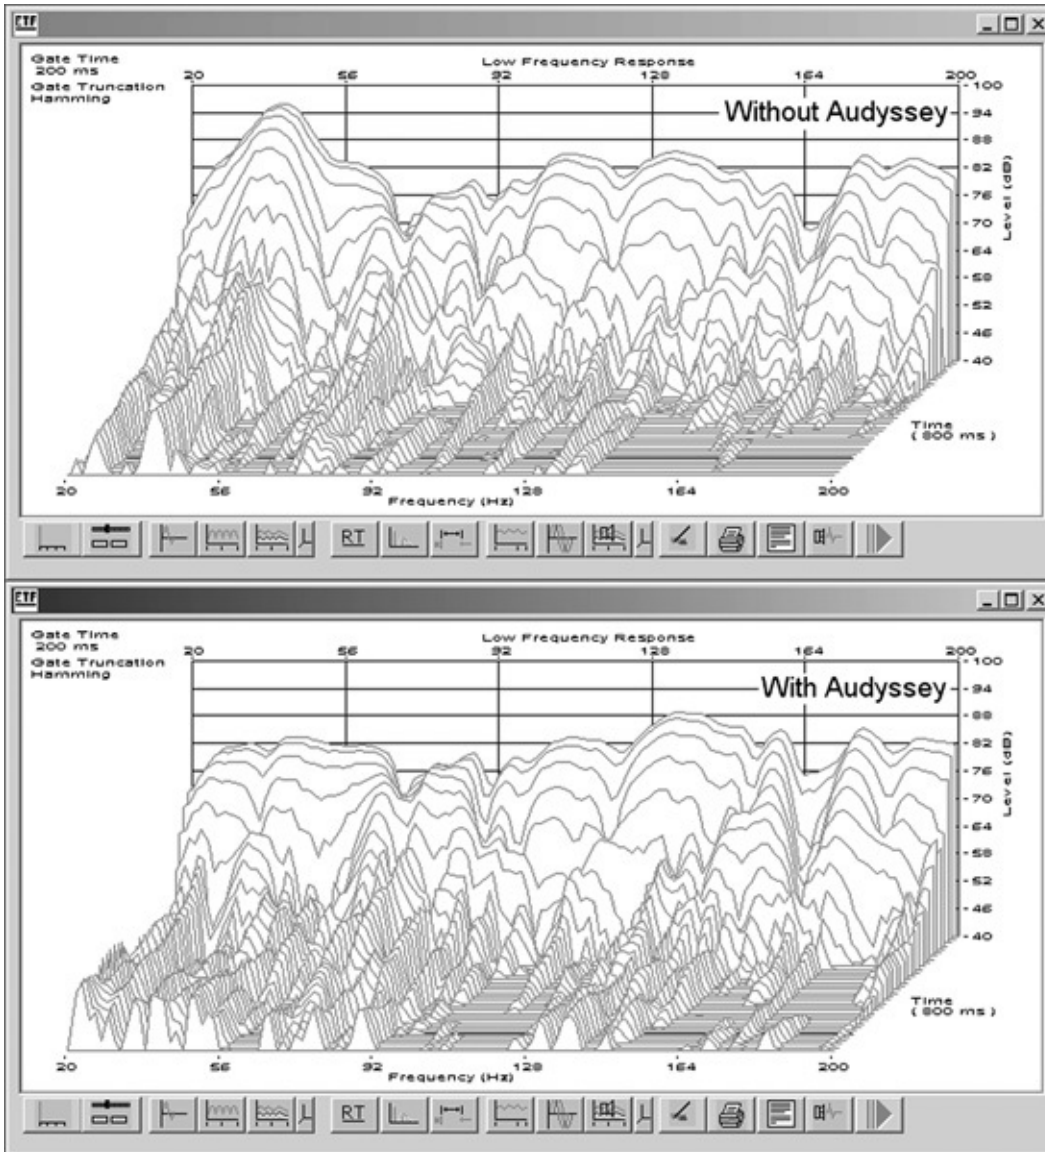 ETF
Gate Time
200 ms
Gate Truncation
Hamming
Low Frequency Response
20 56 92 128 164 200
Without Audyssey
100
94
88
82
76
70
64
58
52
46
40
Level (dB)
Time
( 800 ms )
20 56 92 128 164 200
Frequency (Hz)
RT
ETF
Gate Time
200 ms
Gate Truncation
Hamming
Low Frequency Response
20 56 92 128 164 200
With Audyssey
100
94
88
82
76
70
64
58
52
46
40
Level (dB)
Time
( 800 ms )
20 56 92 128 164 200
Frequency (Hz)
RT